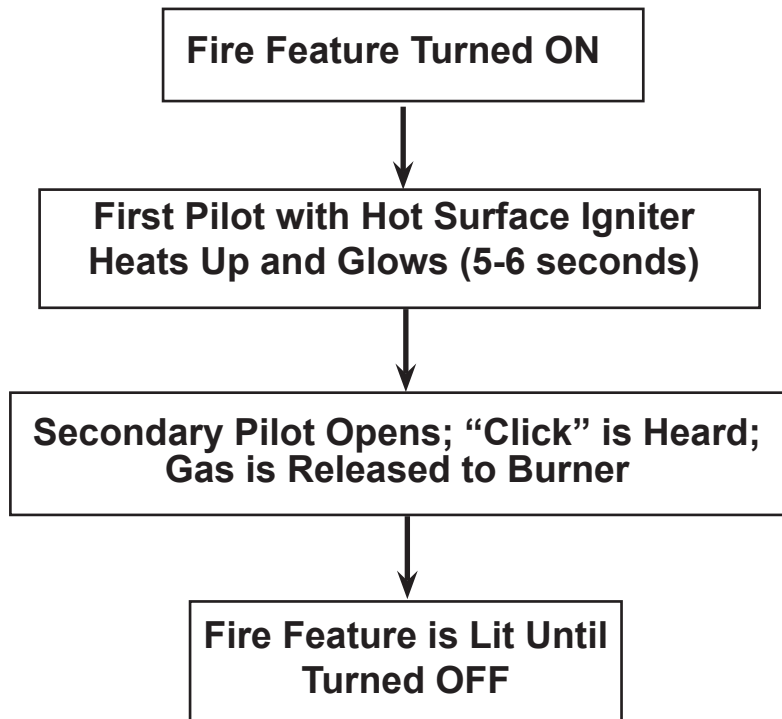 Fire Feature Turned ON
First Pilot with Hot Surface Igniter
Heats Up and Glows (5-6 seconds)
Secondary Pilot Opens; “Click” is Heard;
Gas is Released to Burner
Fire Feature is Lit Until
Turned OFF